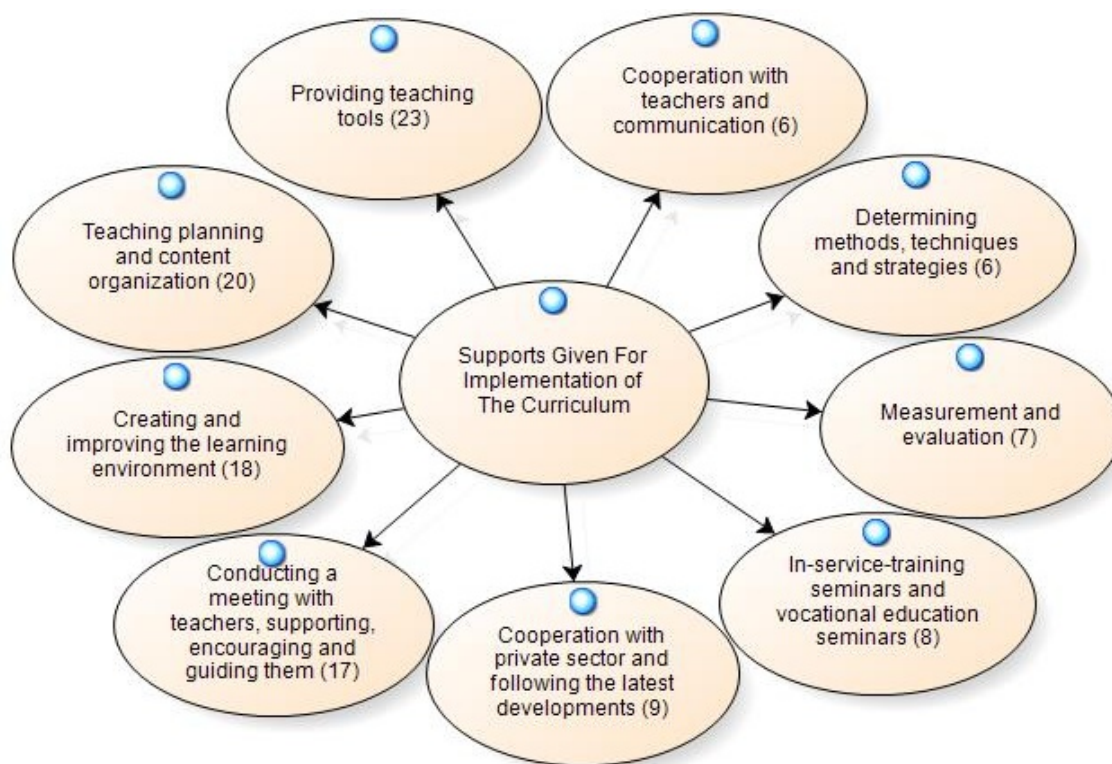 Providing teaching
tools (23)
Cooperation with
teachers and
communication (6)
Teaching planning
and content
organization (20)
Determining
methods, techniques
and strategies (6)
Supports Given For
Implementation of
The Curriculum
Creating and
improving the learning
environment (18)
Measurement and
evaluation (7)
Conducting a
meeting with
teachers, supporting,
encouraging and
guiding them (17)
Cooperation with
private sector and
following the latest
developments (9)
In-service-training
seminars and
vocational education
seminars (8)